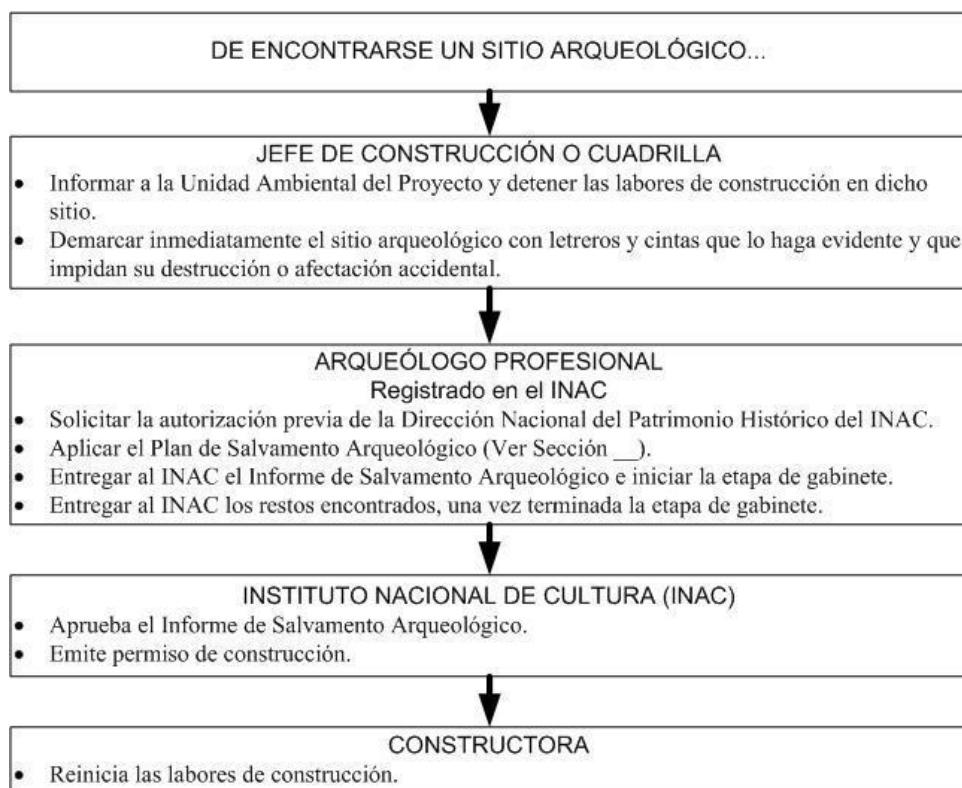 DE ENCONTRARSE UN SITIO ARQUEOLÓGICO...
JEFE DE CONSTRUCCIÓN O CUADRILLA
• Informar a la Unidad Ambiental del Proyecto y detener las labores de construcción en dicho
sitio.
• Demarcar inmediatamente el sitio arqueológico con letreros y cintas que lo haga evidente y que
impidan su destrucción o afectación accidental.
ARQUEÓLOGO PROFESIONAL
Registrado en el INAC
• Solicitar la autorización previa de la Dirección Nacional del Patrimonio Histórico del INAC.
• Aplicar el Plan de Salvamento Arqueológico (Ver Sección __).
• Entregar al INAC el Informe de Salvamento Arqueológico e iniciar la etapa de gabinete.
• Entregar al INAC los restos encontrados, una vez terminada la etapa de gabinete.
INSTITUTO NACIONAL DE CULTURA (INAC)
• Aprueba el Informe de Salvamento Arqueológico.
• Emite permiso de construcción.
CONSTRUCTORA
• Reinicia las labores de construcción.